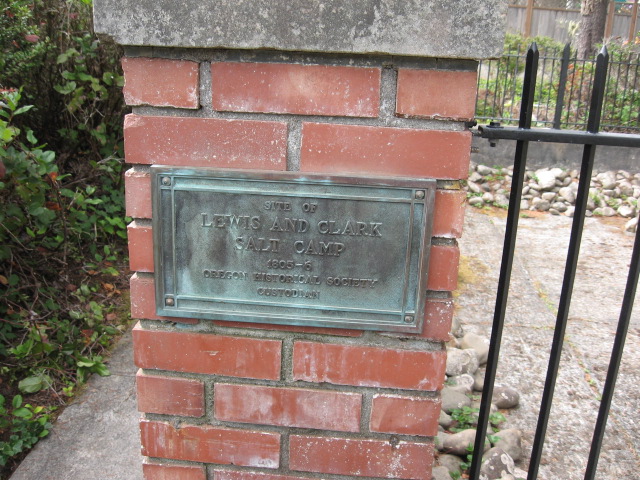 SITE OF
LEWIS AND CLARK
SALT CAMP
1805-6
OREGON HISTORICAL SOCIETY
CUSTODIAN